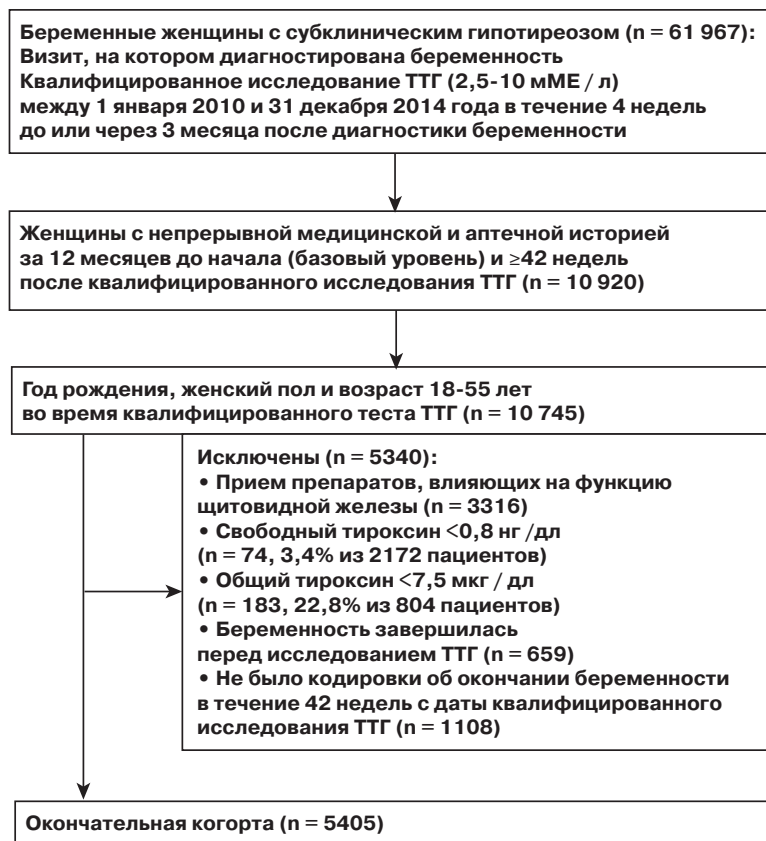 Беременные женщины с субклиническим гипотиреозом (n = 61 967):
Визит, на котором диагностирована беременность
Квалифицированное исследование ТТГ (2,5-10 мМЕ / л)
между 1 января 2010 и 31 декабря 2014 года в течение 4 недель
до или через 3 месяца после диагностики беременности
Женщины с непрерывной медицинской и аптечной историей
за 12 месяцев до начала (базовый уровень) и ≥42 недель
после квалифицированного исследования ТТГ (n = 10 920)
Год рождения, женский пол и возраст 18-55 лет
во время квалифицированного теста ТТГ (n = 10 745)
Исключены (n = 5340):
• Прием препаратов, влияющих на функцию
щитовидной железы (n = 3316)
• Свободный тироксин <0,8 нг /дл
(n = 74, 3,4% из 2172 пациентов)
• Общий тироксин <7,5 мкг / дл
(n = 183, 22,8% из 804 пациентов)
• Беременность завершилась
перед исследованием ТТГ (n = 659)
• Не было кодировки об окончании беременности
в течение 42 недель с даты квалифицированного
исследования ТТГ (n = 1108)
Окончательная когорта (n = 5405)